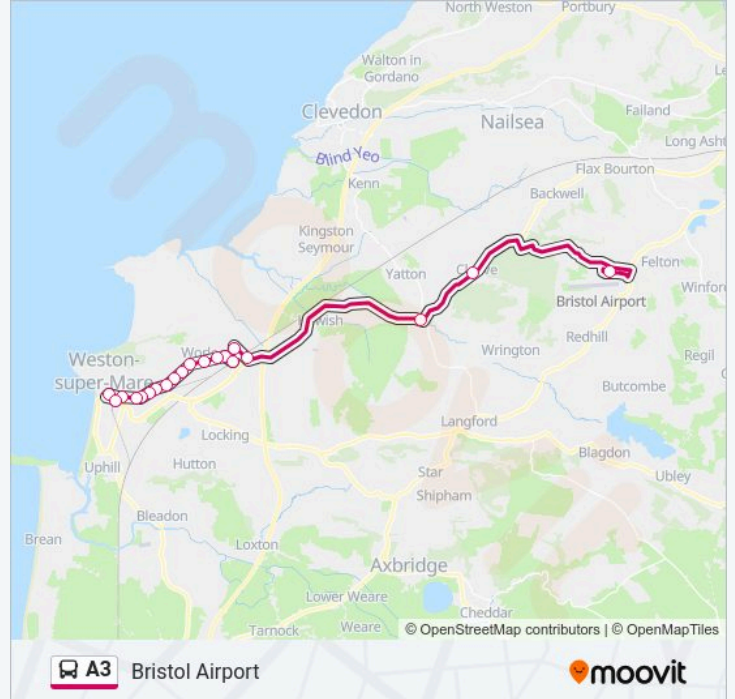 North Weston
Portbury
Walton in
Gordano
Clevedon
Failand
Nailsea
Long Asht
Blind Yeo
Flax Bourton
Kenn
Backwell
Kingston
Seymour
Felton
Yatton
Winford
Bristol Airport
Redhill
Weston-
super-Mare
Wrington
Regil
Butcombe
Langford
Locking
Blagdon
Uphill
Hutton
Star
Ubley
Shipham
Bleadon
Brean
Loxton
Axbridge
Lower Weare
Cheddar
Tarnock
Weare
© OpenStreetMap contributors | © OpenMapTiles
A3 Bristol Airport
moovit